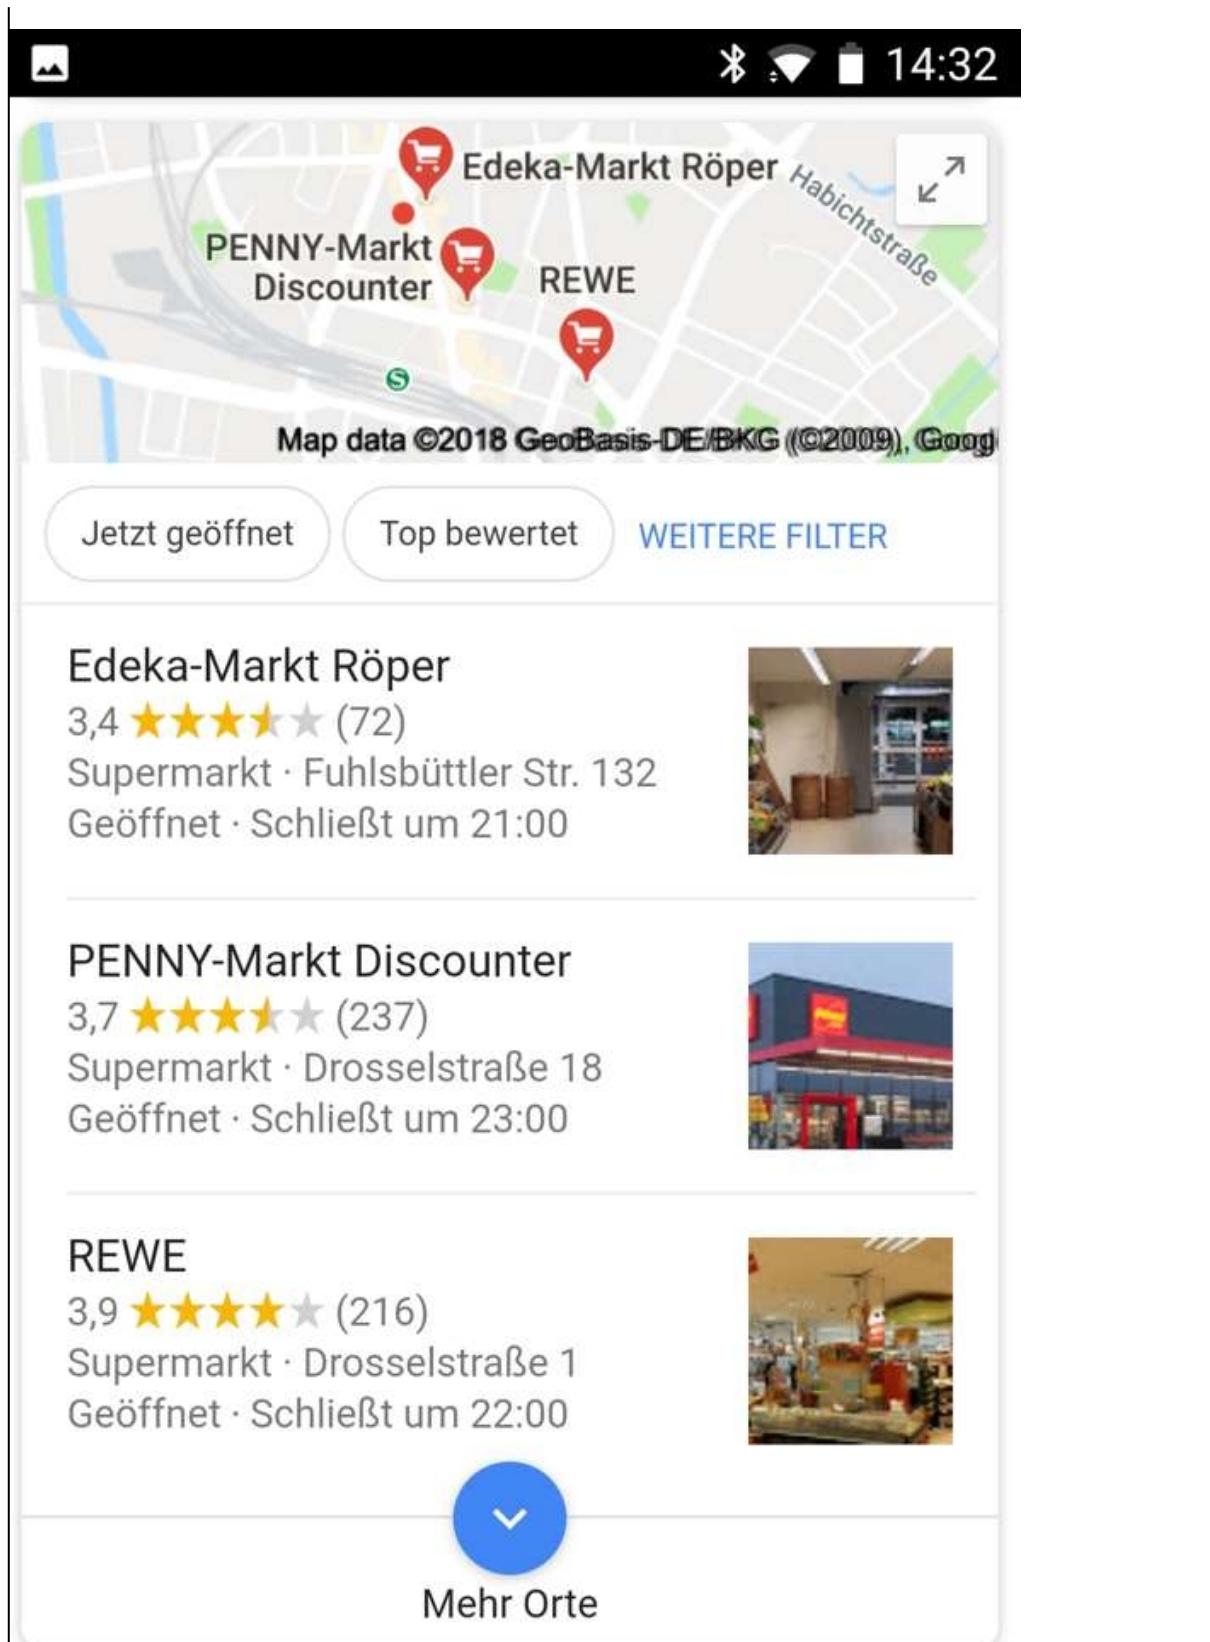 14:32
Edeka-Markt Röper
Habichtstraße
PENNY-Markt
Discounter
REWE
S
Map data ©2018 GeoBasis-DE/BKG (©2009), Goog
Jetzt geöffnet
Top bewertet
WEITERE FILTER
Edeka-Markt Röper
3,4 (72)
Supermarkt · Fuhlsbüttler Str. 132
Geöffnet · Schließt um 21:00
PENNY-Markt Discounter
3,7 (237)
Supermarkt · Drosselstraße 18
Geöffnet · Schließt um 23:00
REWE
3,9 (216)
Supermarkt · Drosselstraße 1
Geöffnet · Schließt um 22:00
Mehr Orte